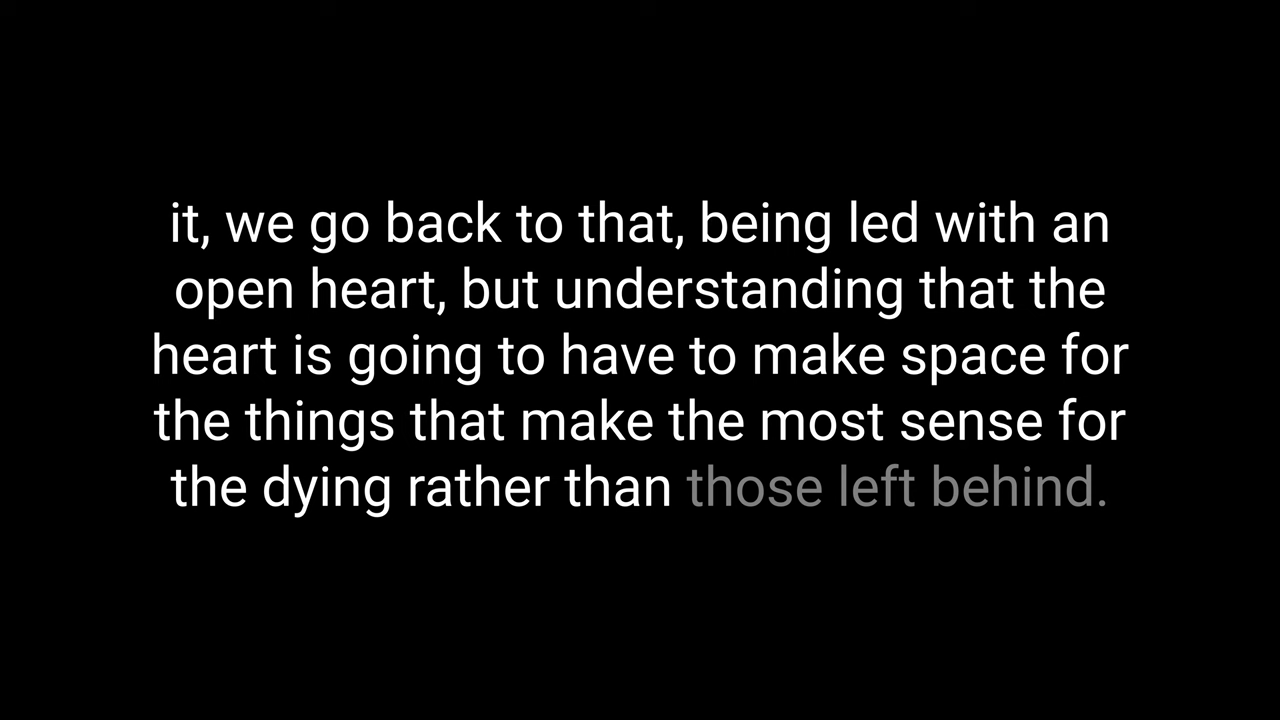 it, we go back to that, being led with an
open heart, but understanding that the
heart is going to have to make space for
the things that make the most sense for
the dying rather than those left behind.